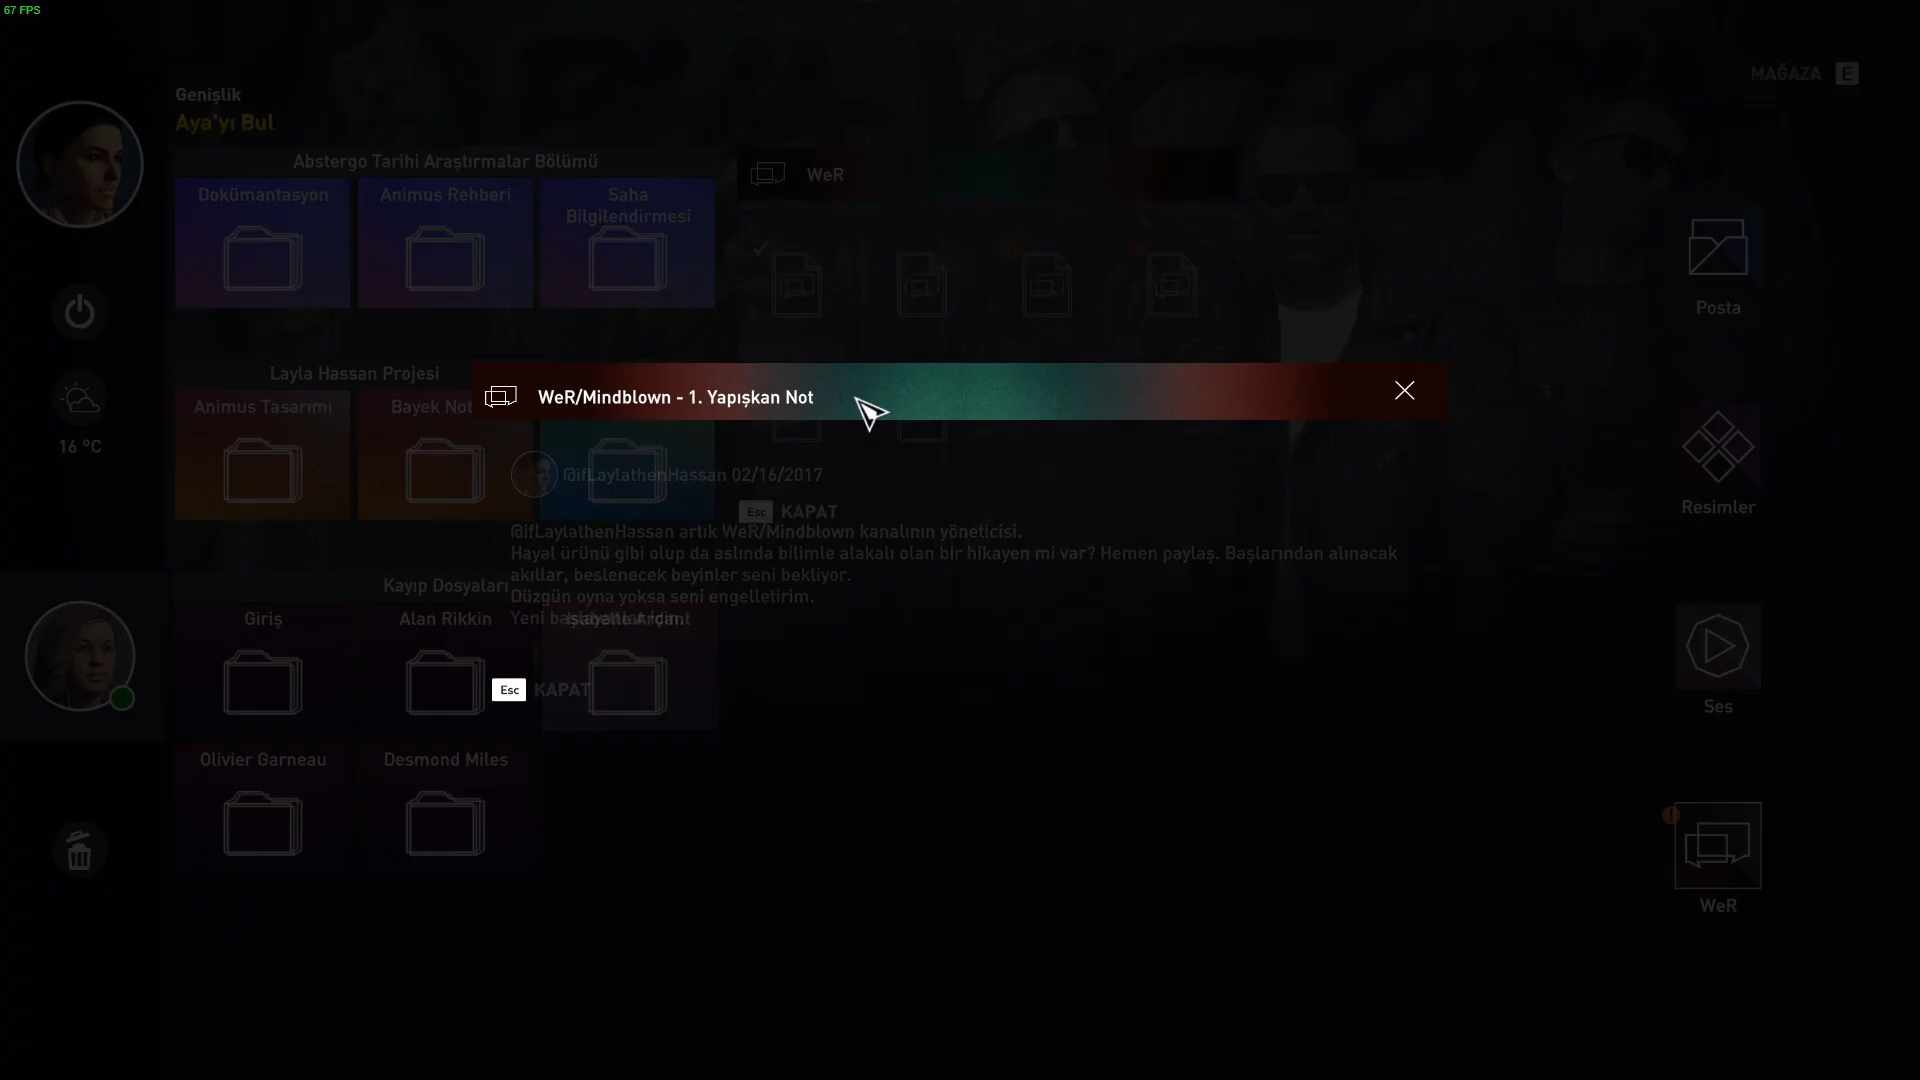 67 FPS
MAĞAZA E
Genişlik
Aya'yı Bul
Abstergo Tarihi Araştırmalar Bölümü
Dokümantasyon
Animus Rehberi
Saha
Bilgilendirmesi
WeR
Posta
Layla Hassan Projesi
Animus Tasarımı
Bayek Not
WeR/Mindblown - 1. Yapışkan Not
16 °C
@ifLaylathenHassan 02/16/2017
Esc KAPAT
@ifLaylathenHassan artık WeR/Mindblown kanalının yöneticisi.
Hayal ürünü gibi olup da aslında bilimle alakalı olan bir hikayen mi var? Hemen paylaş. Başlarından alınacak
akıllar, beslenecek beyinler seni bekliyor.
Düzgün oyna yoksa seni engelletirim.
Resimler
Kayıp Dosyaları
Giriş
Alan Rikkin
Yeni
Esc KAPAT
Ses
Olivier Garneau
Desmond Miles
WeR